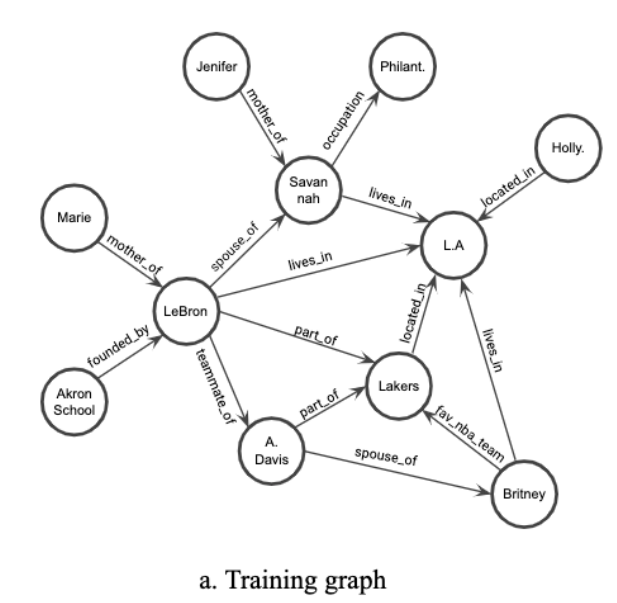 Jenifer
Philant.
mother_of
occupation
Holly.
Savan
nah
located_in
lives_in
Marie
spouse_of
L.A
mother_of
lives_in
LeBron
located_in
founded_by
part_of
lives_in
teammate_of
Akron
School
Lakers
part_of
fav_nba_team
A.
Davis
spouse_of
Britney
a. Training graph